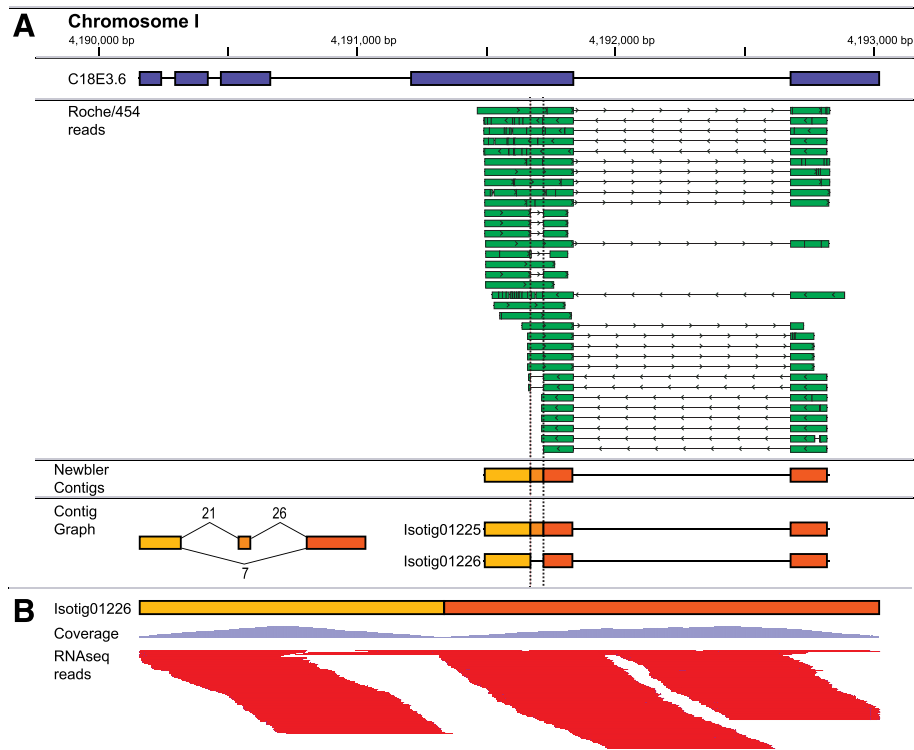 A Chromosome I
4,190,000 bp 4,191,000 bp 4,192,000 bp 4,193,000 bp
C18E3.6
Roche/454
reads
Newbler
Contigs
Contig
Graph
21 26
7
Isotig01225
Isotig01226
B Isotig01226
Coverage
RNAseq
reads